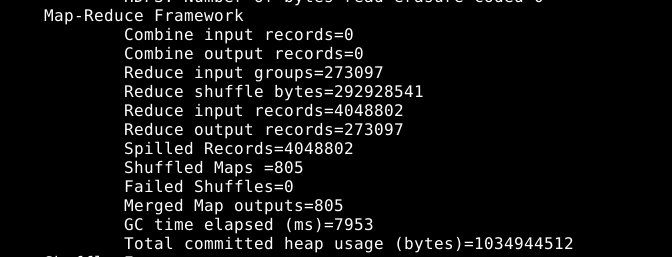 Map-Reduce Framework
Combine input records=0
Combine output records=0
Reduce input groups=273097
Reduce shuffle bytes=292928541
Reduce input records=4048802
Reduce output records=273097
Spilled Records=4048802
Shuffled Maps =805
Failed Shuffles=0
Merged Map outputs=805
GC time elapsed (ms)=7953
Total committed heap usage (bytes)=1034944512